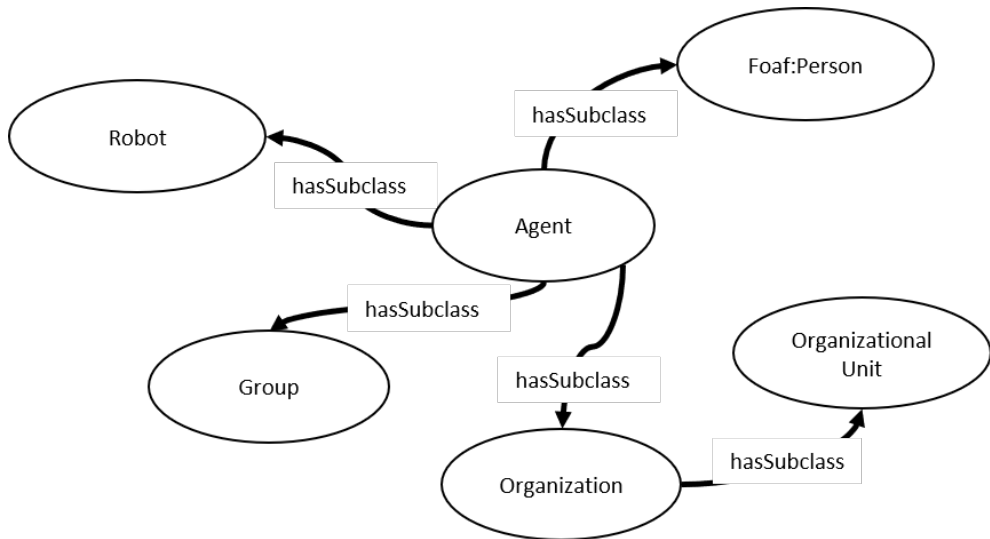 Foaf:Person
hasSubclass
Robot
hasSubclass
Agent
hasSubclass
Group
hasSubclass
Organizational
Unit
hasSubclass
Organization